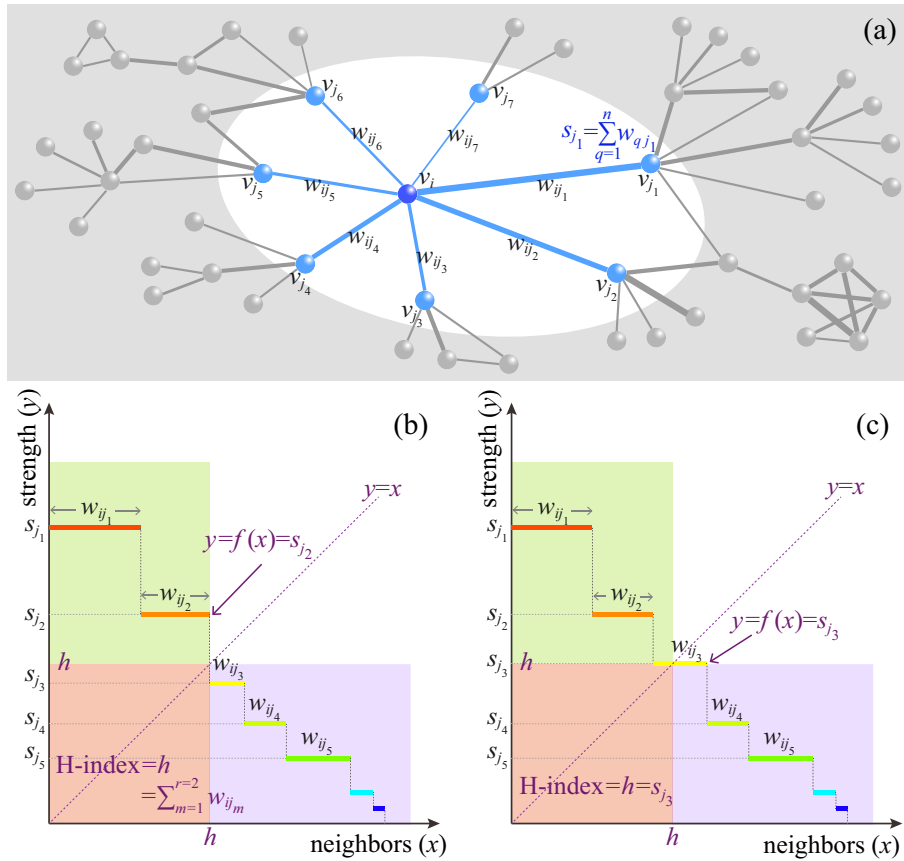 (a)
v_{j_6}
v_{j_7}
w_{ij_6}
w_{ij_7}
s_{j_1}=\sum_{q=1}^{n} w_{qj_1}
v_{j_5}
w_{ij_5}
v_i
w_{ij_1}
v_{j_1}
w_{ij_4}
w_{ij_3}
w_{ij_2}
v_{j_4}
v_{j_3}
v_{j_2}
(b)
strength (y)
y=x
w_{ij_1}
s_{j_1}
y=f (x)=s_{j_2}
w_{ij_2}
s_{j_2}
h
w_{ij_3}
s_{j_3}
w_{ij_4}
s_{j_4}
w_{ij_5}
s_{j_5}
H-index=h
=\sum_{m=1}^{r=2} w_{ij_m}
h
neighbors (x)
(c)
strength (y)
y=x
w_{ij_1}
s_{j_1}
w_{ij_2}
y=f (x)=s_{j_3}
s_{j_2}
w_{ij_3}
s_{j_3}
w_{ij_4}
s_{j_4}
w_{ij_5}
s_{j_5}
H-index=h=s_{j_3}
h
neighbors (x)